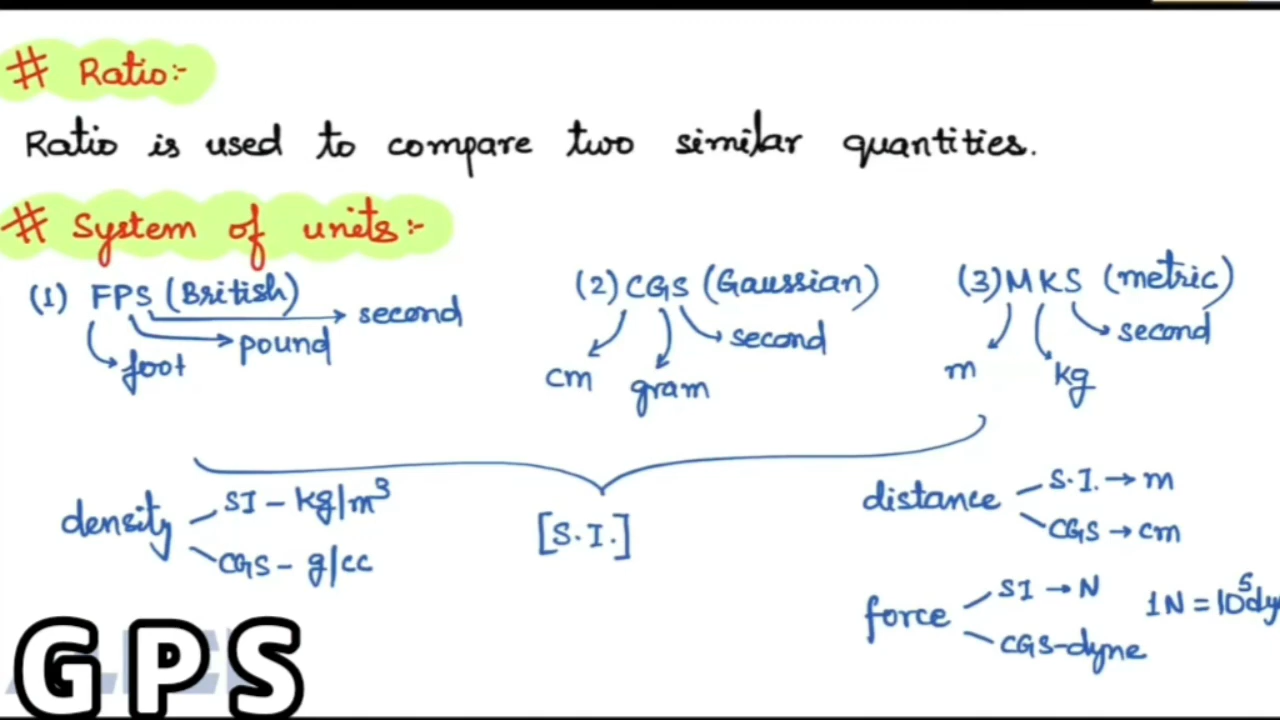 # Ratio:-
Ratio is used to compare two similar quantities.
# System of units:-
(1) FPS (British)
second
pound
foot
(2) CGS (Gaussian)
second
cm
gram
(3) MKS (metric)
second
m
kg
density
SI - kg/m³
CGS - g/cc
[S.I.]
distance
S.I. → m
CGS → cm
force
SI → N
CGS-dyne
1N = 10⁵dy
GPS